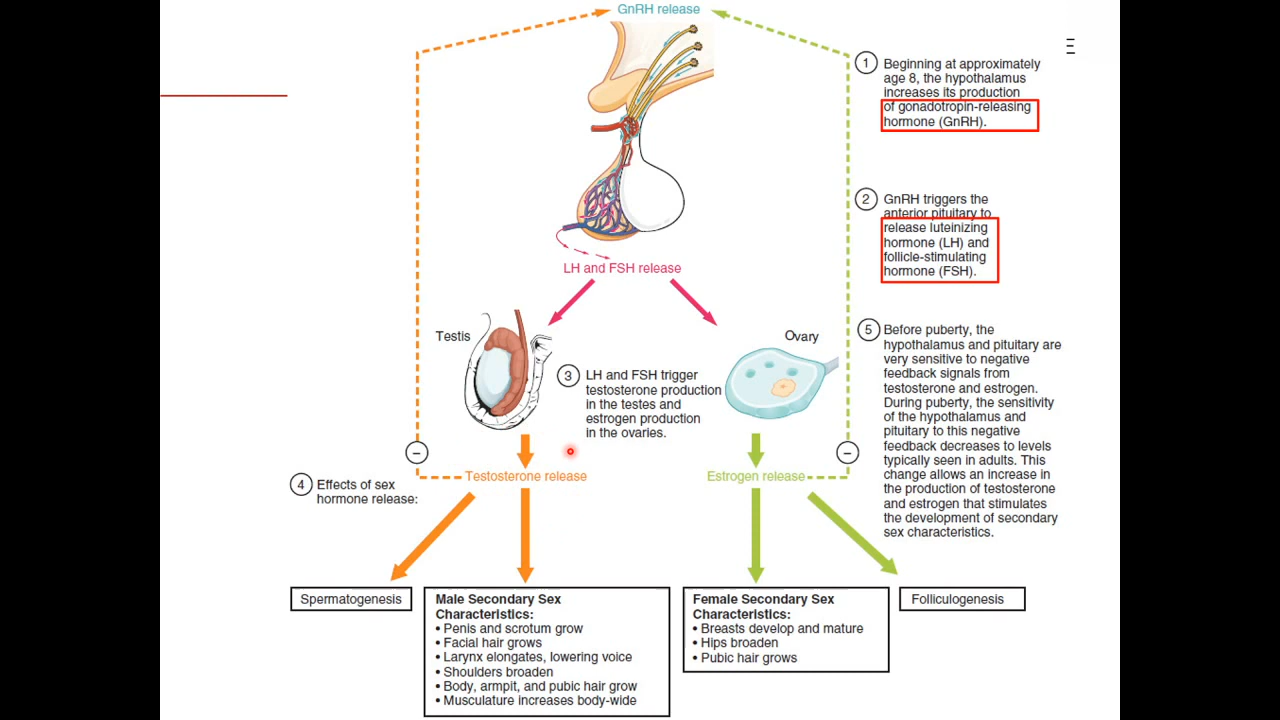 GnRH release
1
Beginning at approximately
age 8, the hypothalamus
increases its production
of gonadotropin-releasing
hormone (GnRH).
2
GnRH triggers the
anterior pituitary to
release luteinizing
hormone (LH) and
follicle-stimulating
hormone (FSH).
LH and FSH release
Testis
Ovary
3
LH and FSH trigger
testosterone production
in the testes and
estrogen production
in the ovaries.
5
Before puberty, the
hypothalamus and pituitary are
very sensitive to negative
feedback signals from
testosterone and estrogen.
During puberty, the sensitivity
of the hypothalamus and
pituitary to this negative
feedback decreases to levels
typically seen in adults. This
change allows an increase in
the production of testosterone
and estrogen that stimulates
the development of secondary
sex characteristics.
−
−
Testosterone release
Estrogen release
4
Effects of sex
hormone release:
Spermatogenesis
Male Secondary Sex
Characteristics:
• Penis and scrotum grow
• Facial hair grows
• Larynx elongates, lowering voice
• Shoulders broaden
• Body, armpit, and pubic hair grow
• Musculature increases body-wide
Female Secondary Sex
Characteristics:
• Breasts develop and mature
• Hips broaden
• Pubic hair grows
Folliculogenesis